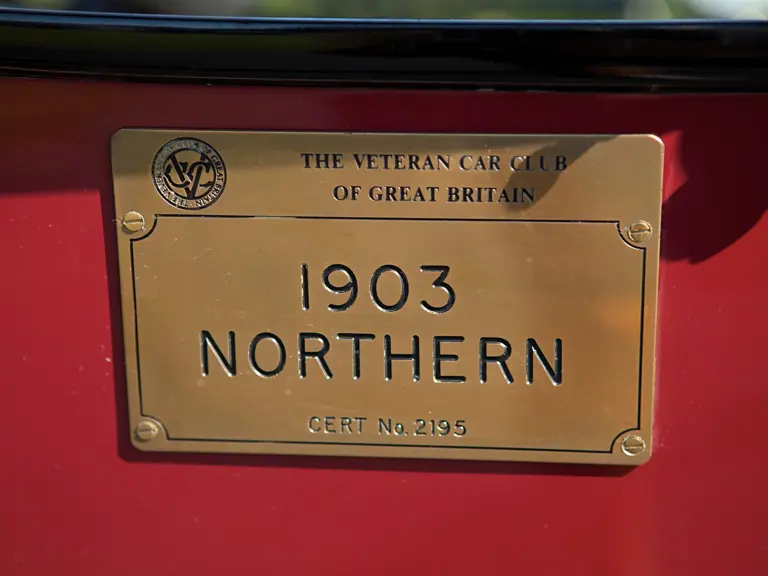 THE VETERAN CAR CLUB
OF GREAT BRITAIN
1903
NORTHERN
CERT No. 2195